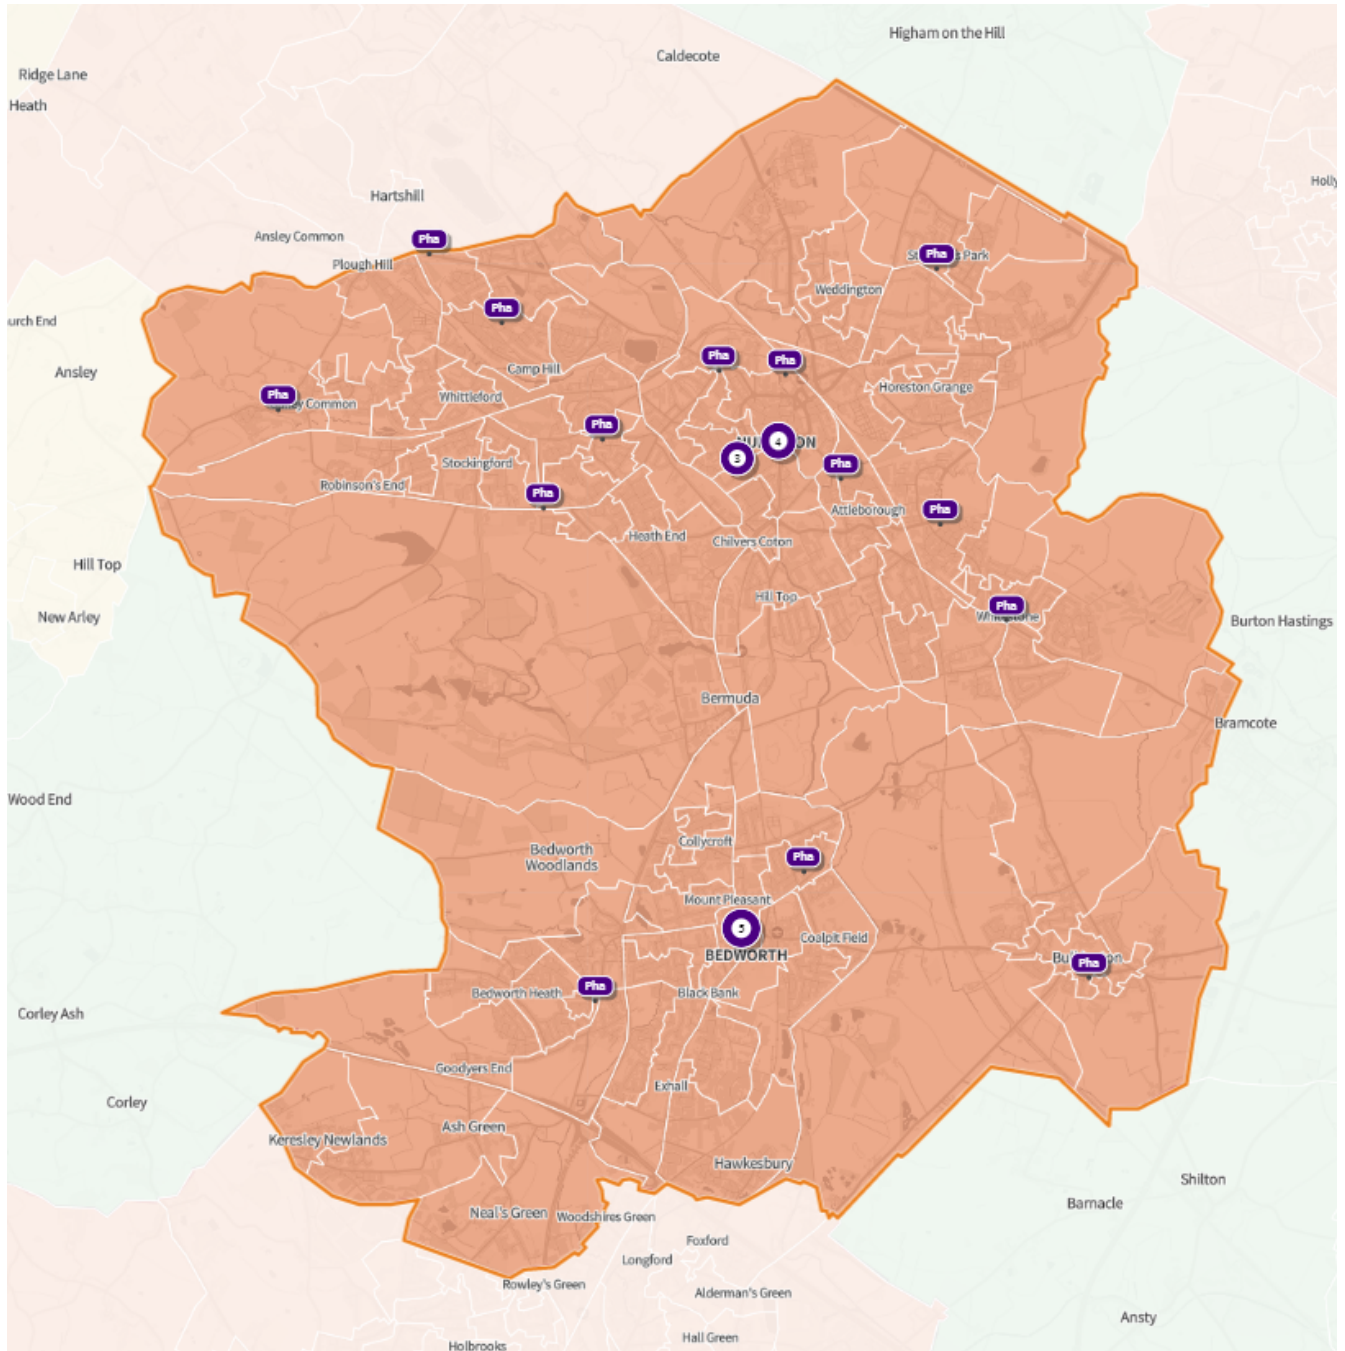 Higham on the Hill
Caldecote
Ridge Lane
Heath
Holly
Hartshill
Ansley Common
Pha
Plough Hill
Pha
Park
Weddington
Pha
urch End
Pha
Pha
Ansley
Camp Hill
Horeston Grange
Pha
Common
Whittleford
Pha
4
3
Stockingford
Pha
Robinson's End
Pha
Pha
Attleborough
Heath End
Chilvers Coton
Hill Top
Hill Top
Pha
New Arley
Burton Hastings
Bermuda
Bramcote
Wood End
Collycroft
Bedworth
Woodlands
Pha
Mount Pleasant
5
Coalpit Field
BEDWORTH
Pha
Pha
Bedworth Heath
Black Bank
Corley Ash
Goodyers End
Exhall
Corley
Ash Green
Keresley Newlands
Hawkesbury
Shilton
Barnacle
Neal's Green
Woodshires Green
Foxford
Longford
Rowley's Green
Alderman's Green
Ansty
Hall Green
Holbrooks